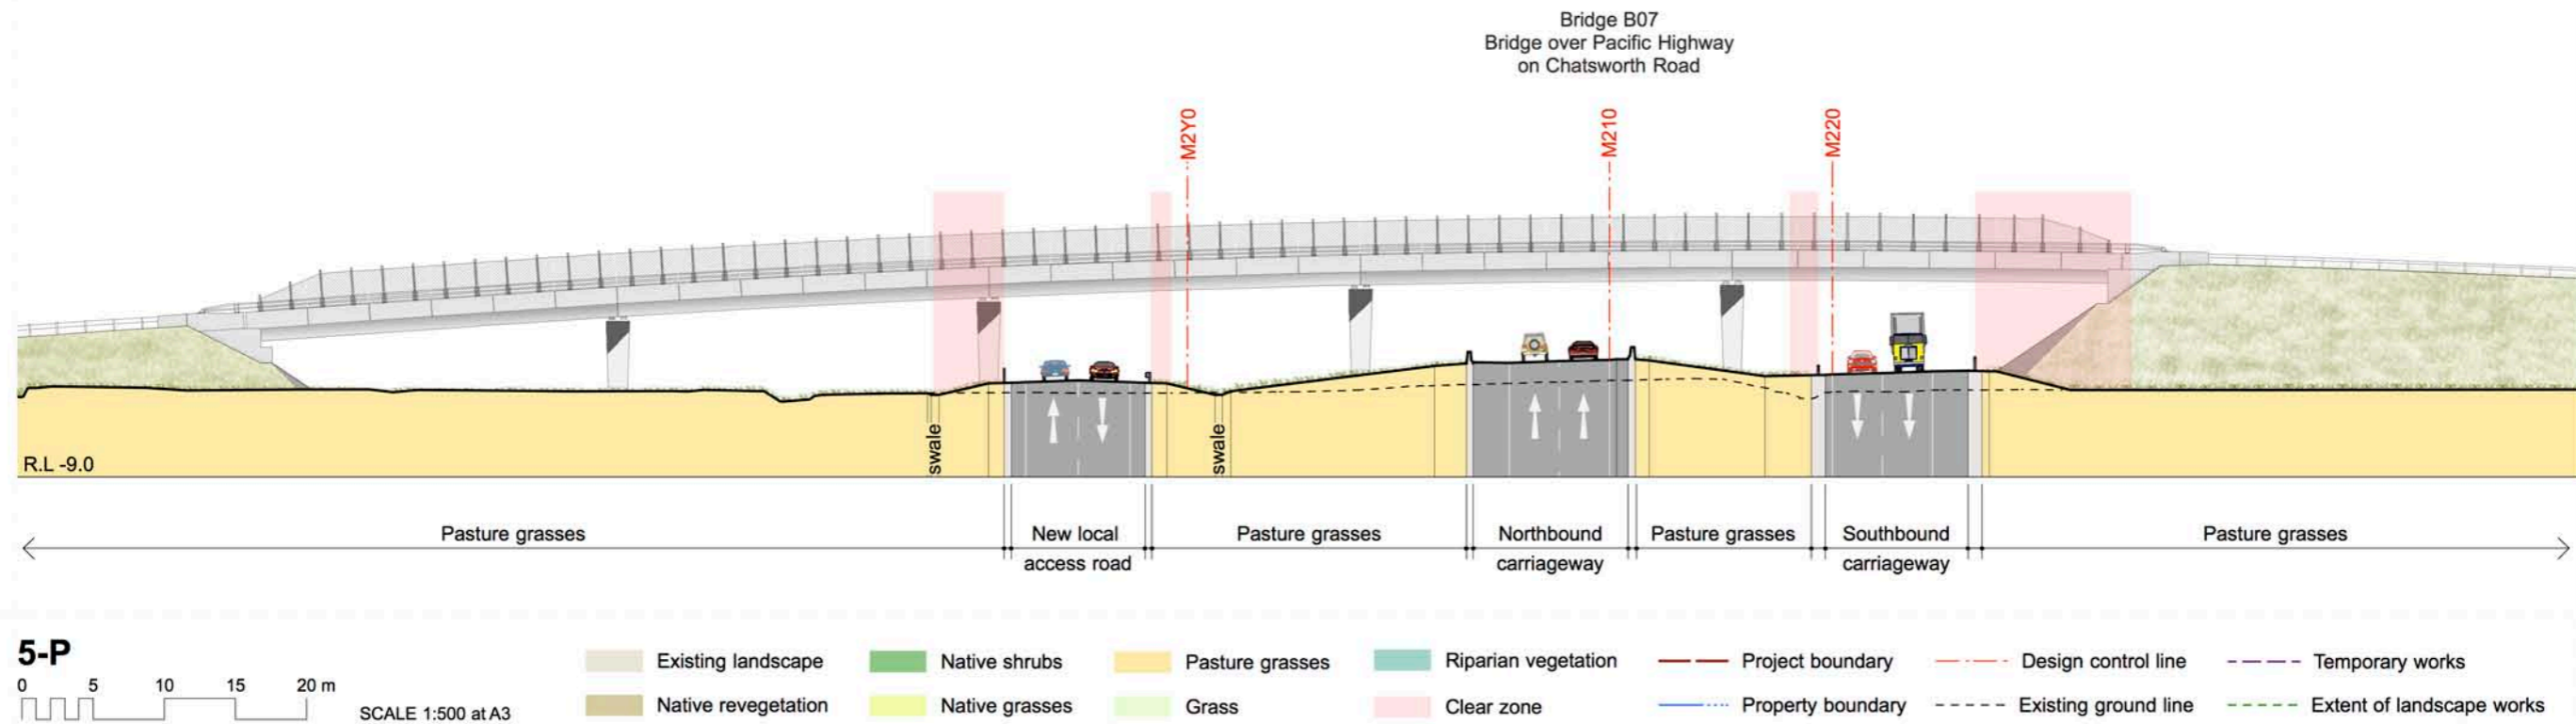 Bridge B07
Bridge over Pacific Highway
on Chatsworth Road
M2Y0
M210
M220
swale
swale
R.L -9.0
Pasture grasses
New local
access road
Pasture grasses
Northbound
carriageway
Pasture grasses
Southbound
carriageway
Pasture grasses
5-P
0 5 10 15 20 m
SCALE 1:500 at A3
Existing landscape
Native revegetation
Native shrubs
Native grasses
Pasture grasses
Grass
Riparian vegetation
Clear zone
Project boundary
Property boundary
Design control line
Existing ground line
Temporary works
Extent of landscape works